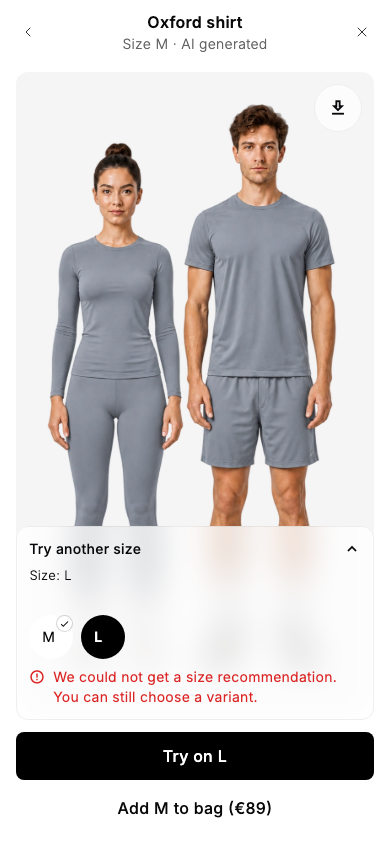 Oxford shirt
Size M · AI generated
Try another size
Size: L
M
L
We could not get a size recommendation.
You can still choose a variant.
Try on L
Add M to bag (€89)